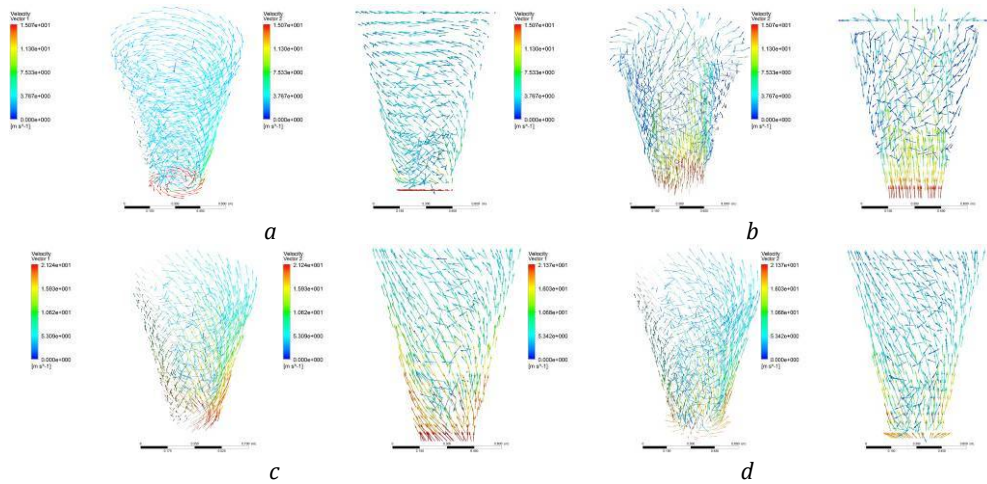 Velocity
Vector 1
1.507e+001
1.130e+001
7.533e+000
3.767e+000
0.000e+000
[m s^-1]
Velocity
Vector 2
1.507e+001
1.130e+001
7.533e+000
3.767e+000
0.000e+000
[m s^-1]
Velocity
Vector 1
1.507e+001
1.130e+001
7.533e+000
3.767e+000
0.000e+000
[m s^-1]
Velocity
Vector 2
1.507e+001
1.130e+001
7.533e+000
3.767e+000
0.000e+000
[m s^-1]
a
b
Velocity
Vector 1
2.124e+001
1.593e+001
1.062e+001
5.309e+000
0.000e+000
[m s^-1]
Velocity
Vector 2
2.124e+001
1.593e+001
1.062e+001
5.309e+000
0.000e+000
[m s^-1]
Velocity
Vector 1
2.137e+001
1.603e+001
1.068e+001
5.342e+000
0.000e+000
[m s^-1]
Velocity
Vector 2
2.137e+001
1.603e+001
1.068e+001
5.342e+000
0.000e+000
[m s^-1]
c
d